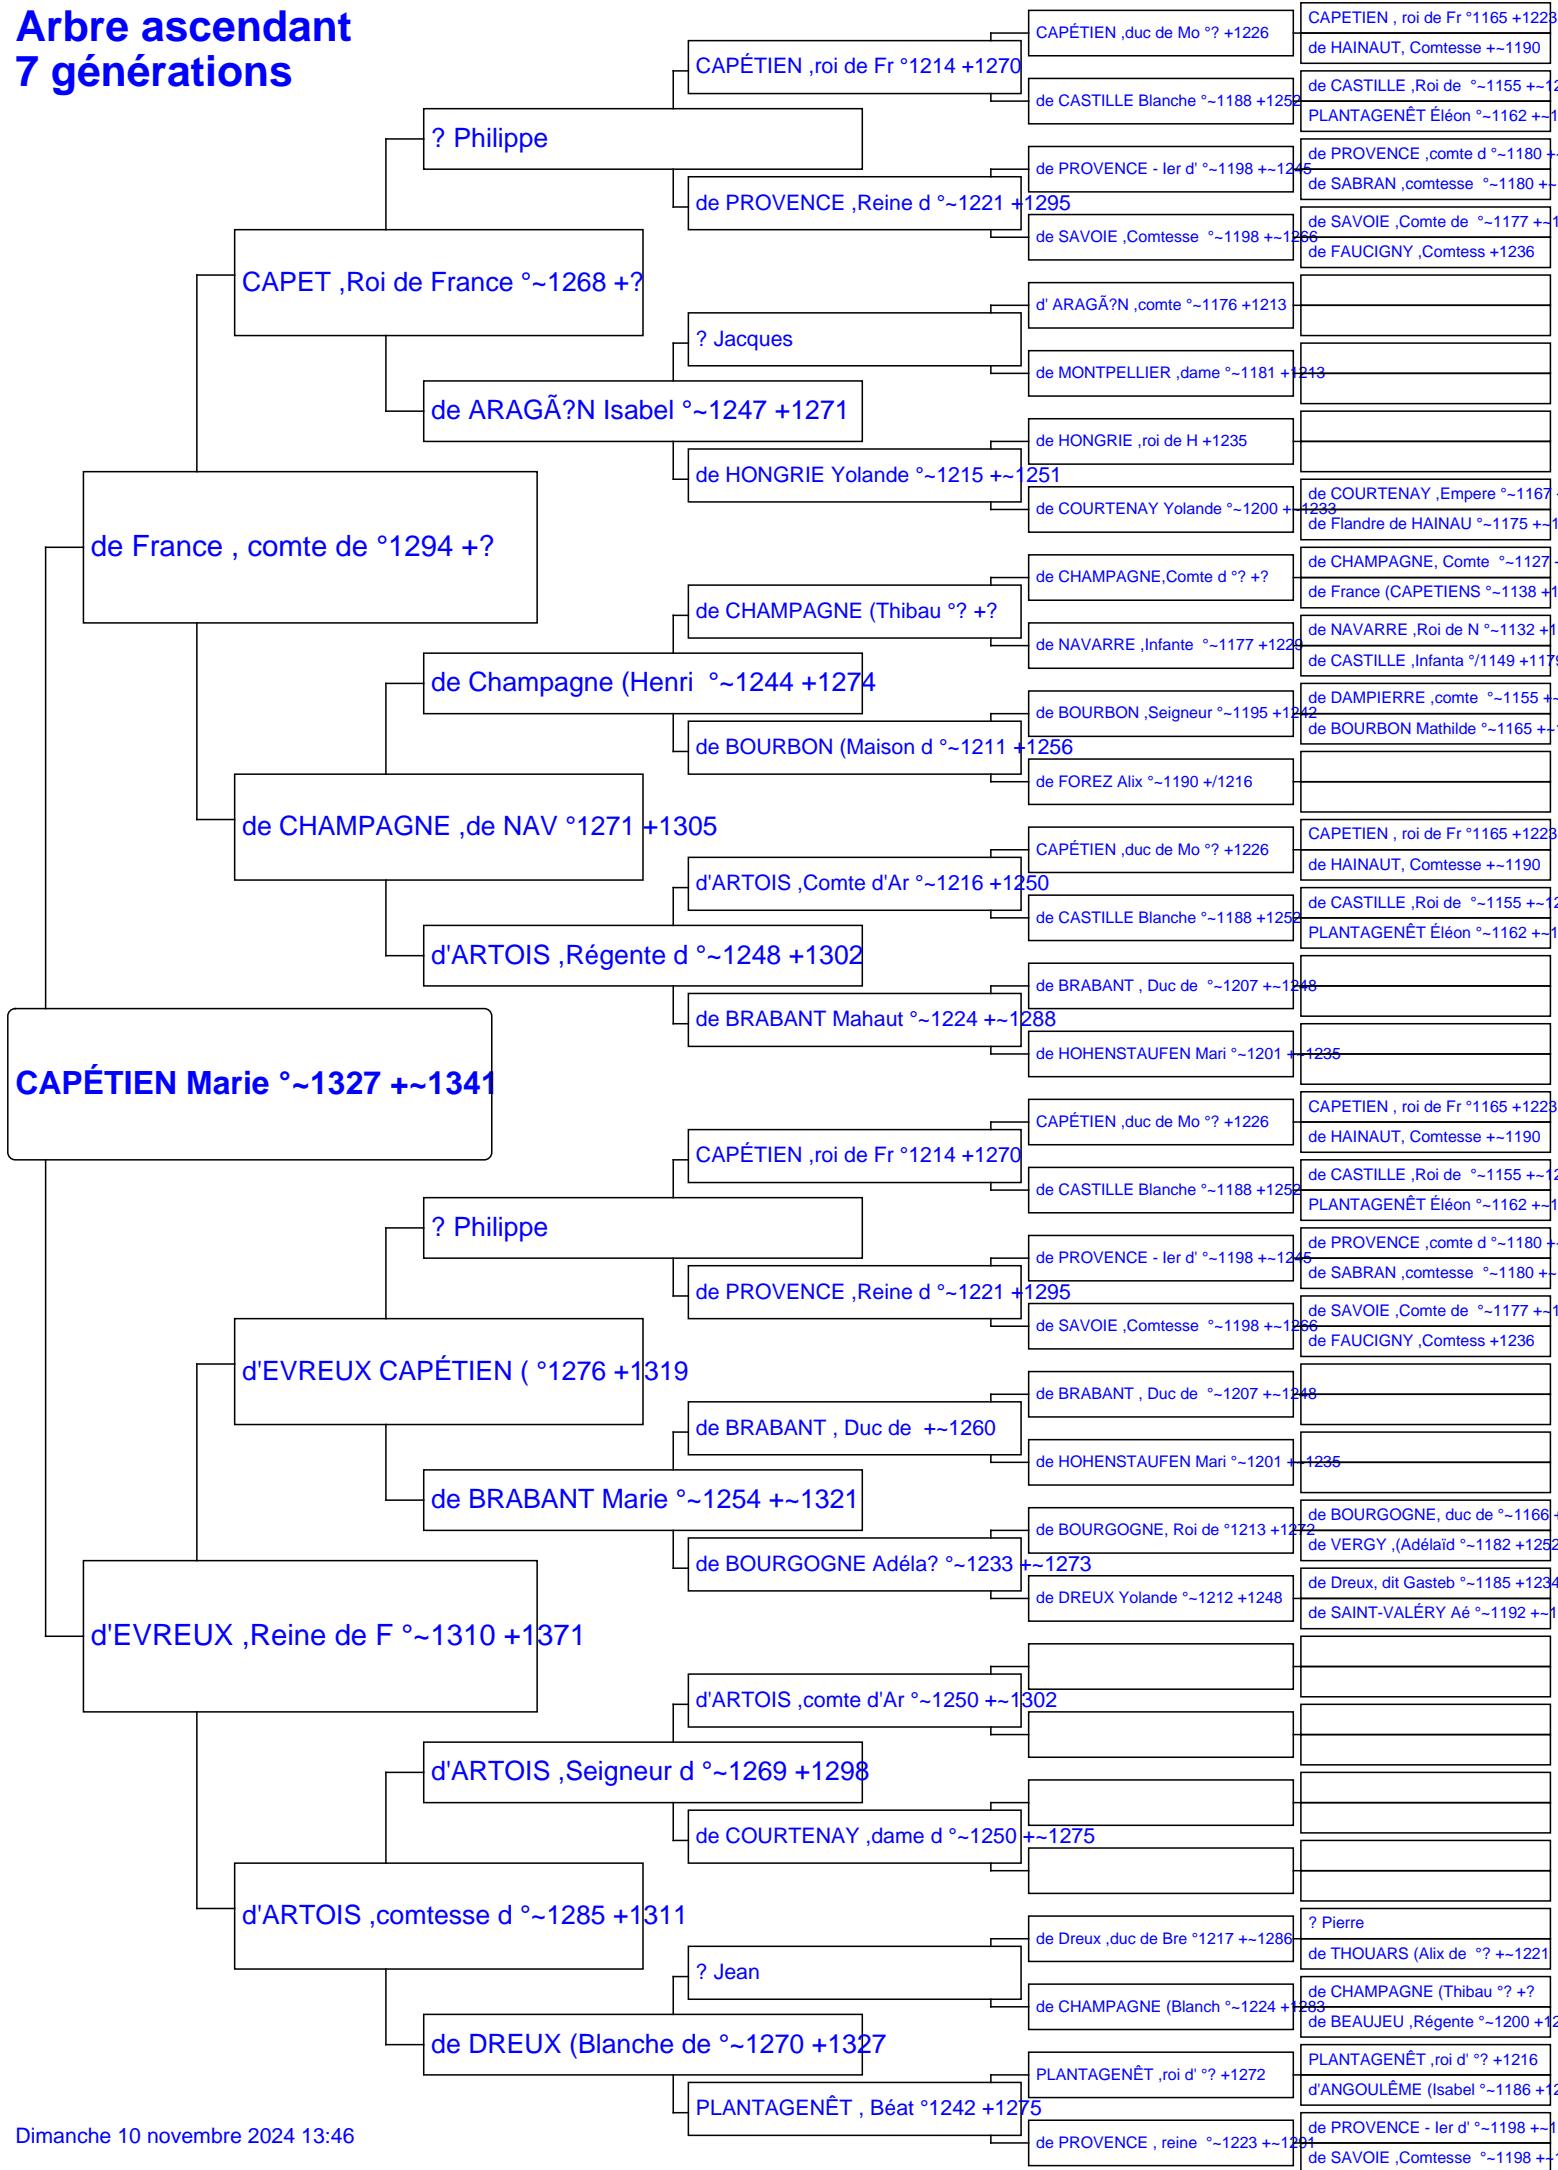 Arbre ascendant
7 générations
CAPÉTIEN Marie °~1327 +~1341
de France , comte de °1294 +?
d'EVREUX ,Reine de F °~1310 +1371
CAPET ,Roi de France °~1268 +?
de CHAMPAGNE ,de NAV °1271 +1305
d'EVREUX CAPÉTIEN ( °1276 +1319
d'ARTOIS ,comtesse d °~1285 +1311
? Philippe
de ARAGÃ?N Isabel °~1247 +1271
de Champagne (Henri °~1244 +1274
d'ARTOIS ,Régente d °~1248 +1302
? Philippe
de BRABANT Marie °~1254 +~1321
d'ARTOIS ,Seigneur d °~1269 +1298
de DREUX (Blanche de °~1270 +1327
CAPÉTIEN ,roi de Fr °1214 +1270
de PROVENCE ,Reine d °~1221 +1295
? Jacques
de HONGRIE Yolande °~1215 +~1251
de CHAMPAGNE (Thibau °? +?
de BOURBON (Maison d °~1211 +1256
d'ARTOIS ,Comte d'Ar °~1216 +1250
de BRABANT Mahaut °~1224 +~1288
CAPÉTIEN ,roi de Fr °1214 +1270
de PROVENCE ,Reine d °~1221 +1295
de BRABANT , Duc de +~1260
de BOURGOGNE Adéla? °~1233 +~1273
d'ARTOIS ,comte d'Ar °~1250 +~1302
de COURTENAY ,dame d °~1250 +~1275
? Jean
PLANTAGENÊT , Béat °1242 +1275
CAPÉTIEN ,duc de Mo °? +1226
de CASTILLE Blanche °~1188 +1252
de PROVENCE - Ier d' °~1198 +~1245
de SAVOIE ,Comtesse °~1198 +~1266
d' ARAGÃ?N ,comte °~1176 +1213
de MONTPELLIER ,dame °~1181 +1213
de HONGRIE ,roi de H +1235
de COURTENAY Yolande °~1200 +~1233
de CHAMPAGNE,Comte d °? +?
de NAVARRE ,Infante °~1177 +1229
de BOURBON ,Seigneur °~1195 +1242
de FOREZ Alix °~1190 +/1216
CAPÉTIEN ,duc de Mo °? +1226
de CASTILLE Blanche °~1188 +1252
de BRABANT , Duc de °~1207 +~1248
de HOHENSTAUFEN Mari °~1201 +~1235
CAPÉTIEN ,duc de Mo °? +1226
de CASTILLE Blanche °~1188 +1252
de PROVENCE - Ier d' °~1198 +~1245
de SAVOIE ,Comtesse °~1198 +~1266
de BRABANT , Duc de °~1207 +~1248
de HOHENSTAUFEN Mari °~1201 +~1235
de BOURGOGNE, Roi de °1213 +1272
de DREUX Yolande °~1212 +1248
de Dreux ,duc de Bre °1217 +~1286
de CHAMPAGNE (Blanch °~1224 +1283
PLANTAGENÊT ,roi d' °? +1272
de PROVENCE , reine °~1223 +~1291
CAPETIEN , roi de Fr °1165 +1223
de HAINAUT, Comtesse +~1190
de CASTILLE ,Roi de °~1155 +~12
PLANTAGENÊT Éléon °~1162 +~1
de PROVENCE ,comte d °~1180 +~
de SABRAN ,comtesse °~1180 +~
de SAVOIE ,Comte de °~1177 +~1
de FAUCIGNY ,Comtess +1236
de COURTENAY ,Empere °~1167 +
de Flandre de HAINAU °~1175 +~1
de CHAMPAGNE, Comte °~1127 +
de France (CAPETIENS °~1138 +1
de NAVARRE ,Roi de N °~1132 +1
de CASTILLE ,Infanta °/1149 +1179
de DAMPIERRE ,comte °~1155 +~
de BOURBON Mathilde °~1165 +~
CAPETIEN , roi de Fr °1165 +1223
de HAINAUT, Comtesse +~1190
de CASTILLE ,Roi de °~1155 +~12
PLANTAGENÊT Éléon °~1162 +~1
CAPETIEN , roi de Fr °1165 +1223
de HAINAUT, Comtesse +~1190
de CASTILLE ,Roi de °~1155 +~12
PLANTAGENÊT Éléon °~1162 +~1
de PROVENCE ,comte d °~1180 +~
de SABRAN ,comtesse °~1180 +~
de SAVOIE ,Comte de °~1177 +~1
de FAUCIGNY ,Comtess +1236
de BOURGOGNE, duc de °~1166 +
de VERGY ,(Adélaïd °~1182 +1252
de Dreux, dit Gasteb °~1185 +1234
de SAINT-VALÉRY Aé °~1192 +~1
? Pierre
de THOUARS (Alix de °? +~1221
de CHAMPAGNE (Thibau °? +?
de BEAUJEU ,Régente °~1200 +12
PLANTAGENÊT ,roi d' °? +1216
d'ANGOULÊME (Isabel °~1186 +12
de PROVENCE - Ier d' °~1198 +~1
de SAVOIE ,Comtesse °~1198 +~1
Dimanche 10 novembre 2024 13:46